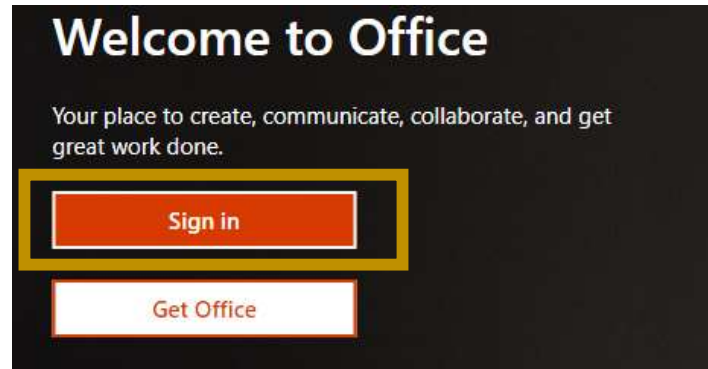 Welcome to Office
Your place to create, communicate, collaborate, and get
great work done.
Sign in
Get Office